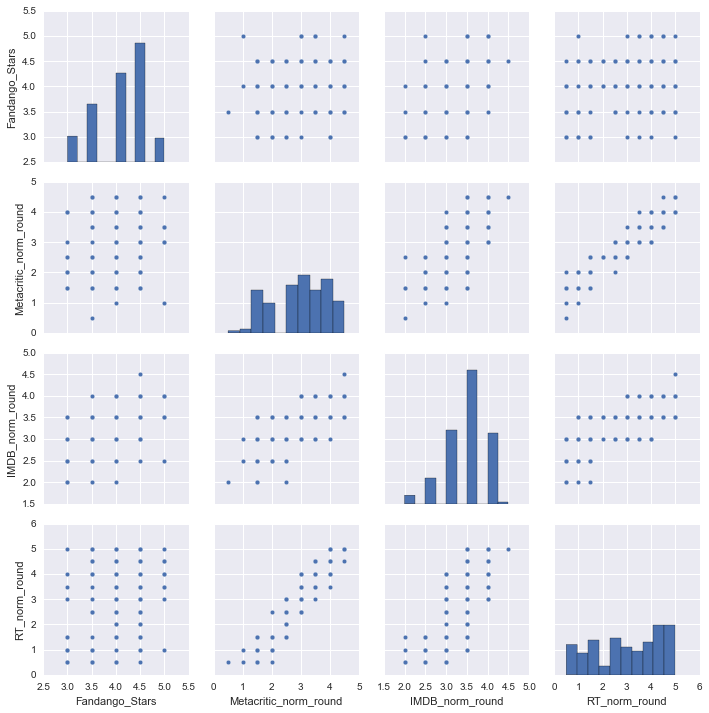 Fandango_Stars
5.5
5.0
4.5
4.0
3.5
3.0
2.5
Metacritic_norm_round
5
4
3
2
1
0
IMDB_norm_round
5.0
4.5
4.0
3.5
3.0
2.5
2.0
1.5
RT_norm_round
6
5
4
3
2
1
0
2.5 3.0 3.5 4.0 4.5 5.0 5.5
Fandango_Stars
0 1 2 3 4 5
Metacritic_norm_round
1.5 2.0 2.5 3.0 3.5 4.0 4.5 5.0
IMDB_norm_round
0 1 2 3 4 5 6
RT_norm_round